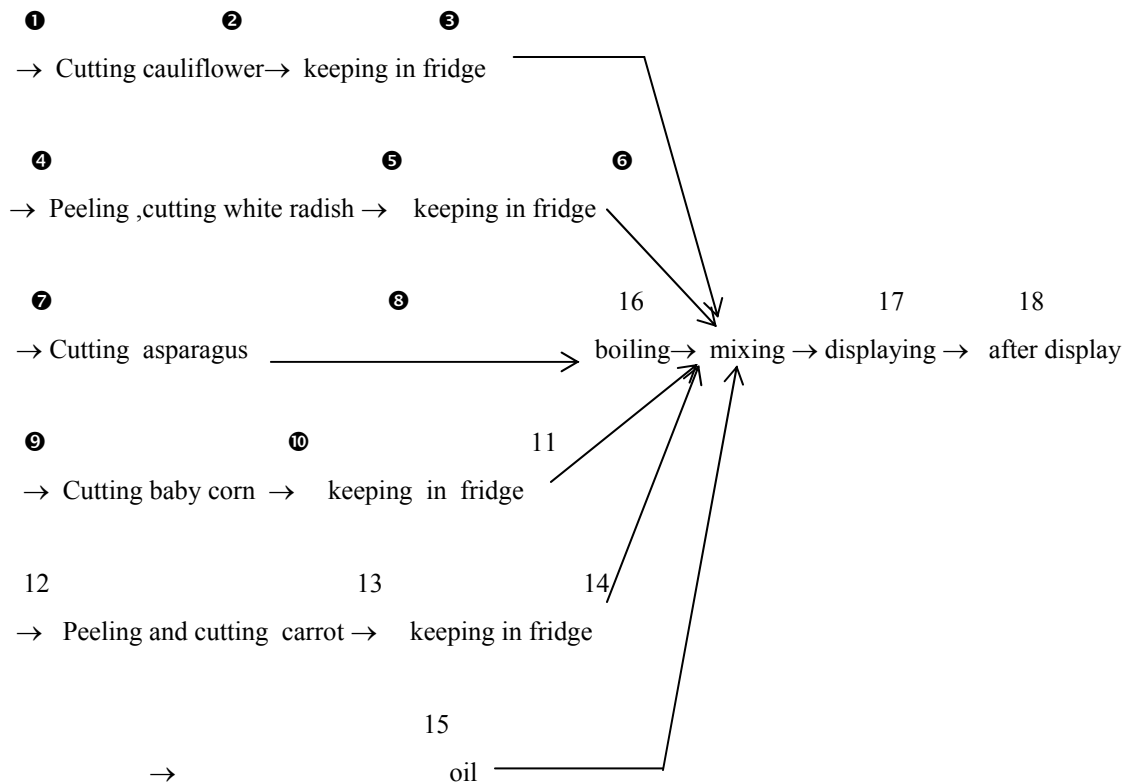 ❶ ❷ ❸
→ Cutting cauliflower→ keeping in fridge
❹ ❺ ❻
→ Peeling ,cutting white radish → keeping in fridge
❼ ❽ 16 17 18
→ Cutting asparagus boiling→ mixing → displaying → after display
❾ ❿ 11
→ Cutting baby corn → keeping in fridge
12 13 14
→ Peeling and cutting carrot → keeping in fridge
15
→ oil